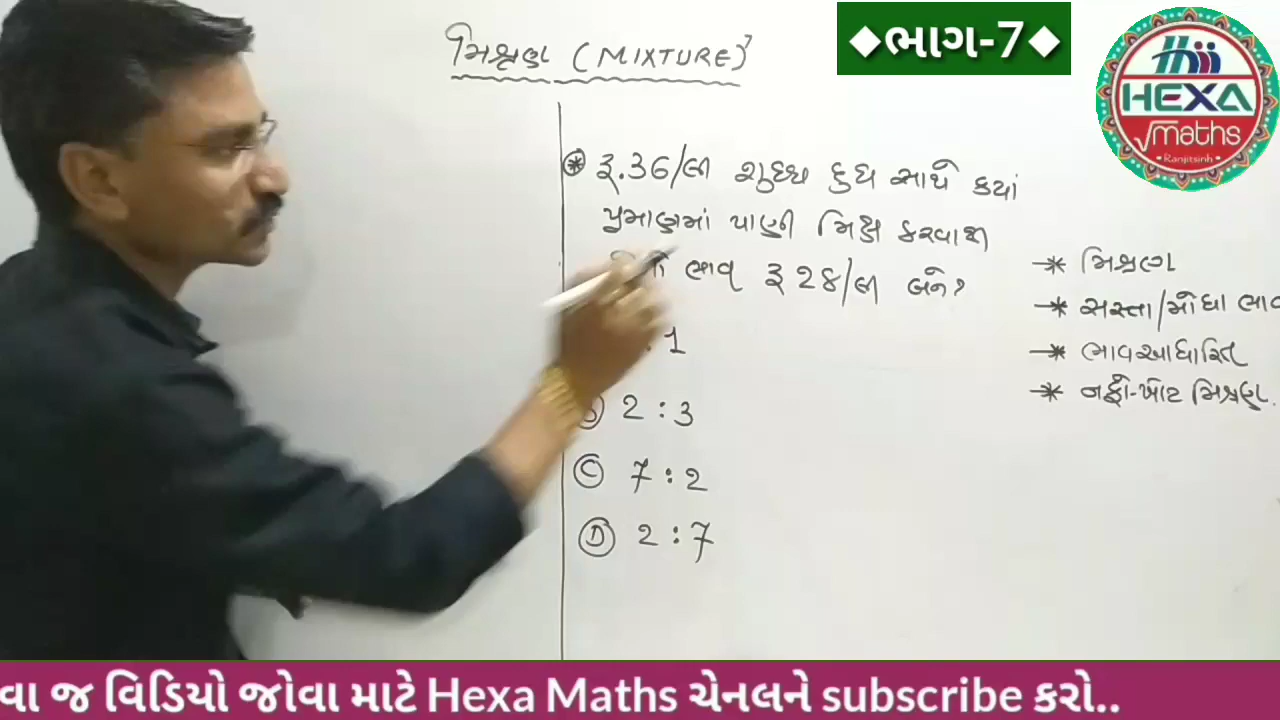 મિશ્રણ (MIXTURE)
◆ભાગ-7◆
HEXA
√maths
Ranjitsinh
* રૂ.36/લી શુધ્ધ દુધ સાથે કયાં
પ્રમાણમાં પાણી મિક્ષ કરવાથી
ભાવ રૂ 24/લી બને?
: 1
B 2 : 3
C 7 : 2
D 2 : 7
* મિશ્રણ
* સસ્તા/મોંઘા ભાવ
* ભાવઆધારિત
* નફો-ખોટ મિશ્રણ.
વા જ વિડિયો જોવા માટે Hexa Maths ચેનલને subscribe કરો..